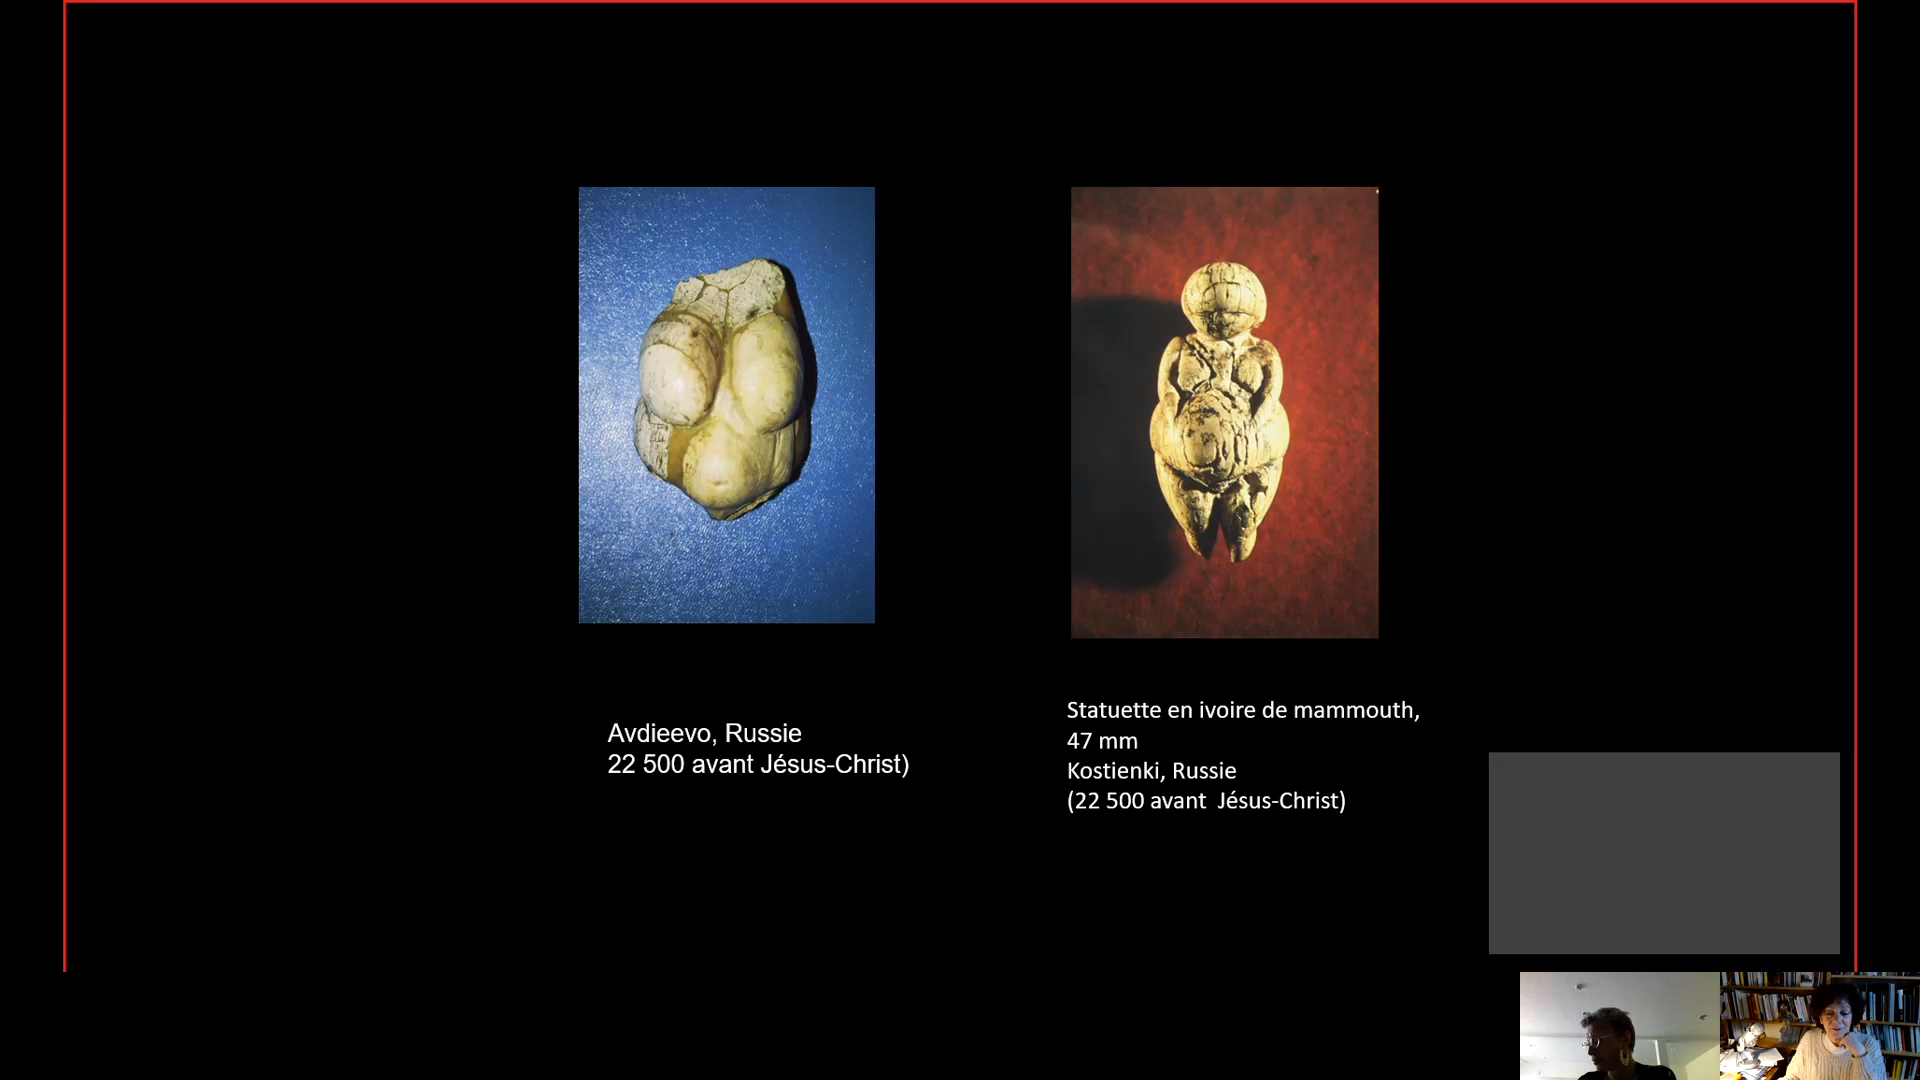 Avdieevo, Russie
22 500 avant Jésus-Christ)
Statuette en ivoire de mammouth,
47 mm
Kostienki, Russie
(22 500 avant  Jésus-Christ)